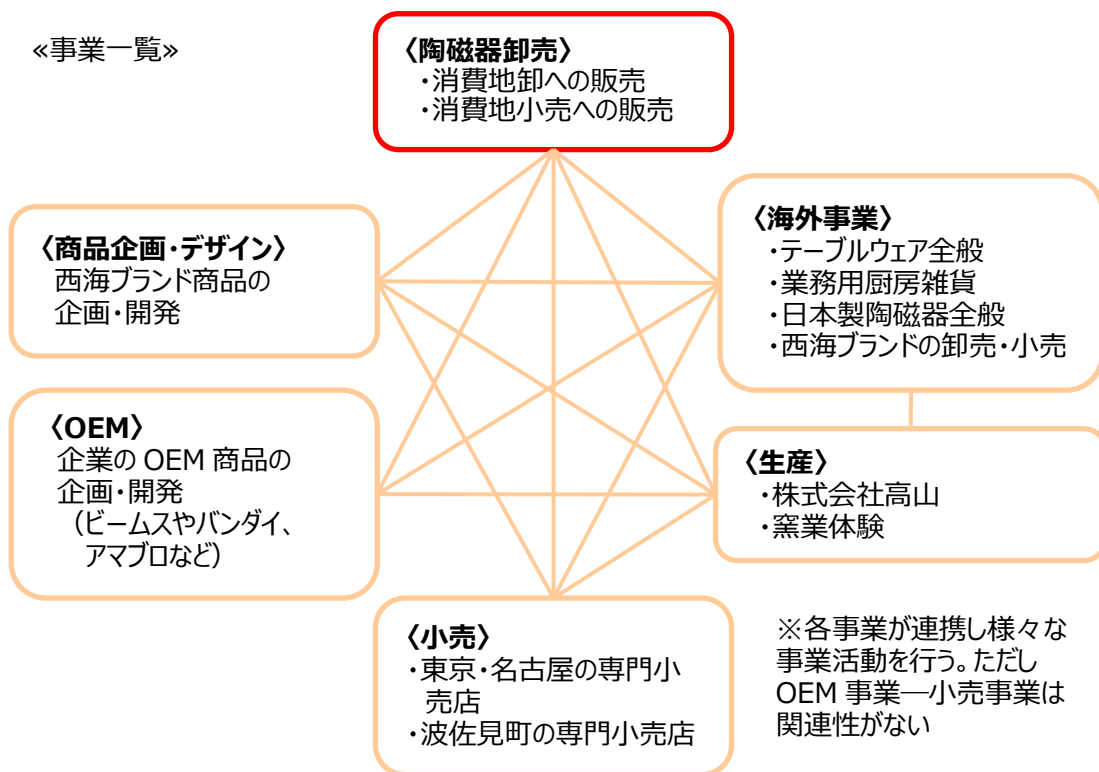 «事業一覧»
〈陶磁器卸売〉
・消費地卸への販売
・消費地小売への販売
〈商品企画・デザイン〉
西海ブランド商品の
企画・開発
〈海外事業〉
・テーブルウェア全般
・業務用厨房雑貨
・日本製陶磁器全般
・西海ブランドの卸売・小売
〈OEM〉
企業の OEM 商品の
企画・開発
（ビームスやバンダイ、
アマブロなど）
〈生産〉
・株式会社高山
・窯業体験
〈小売〉
・東京・名古屋の専門小
売店
・波佐見町の専門小売店
※各事業が連携し様々な
事業活動を行う。ただし
OEM 事業―小売事業は
関連性がない